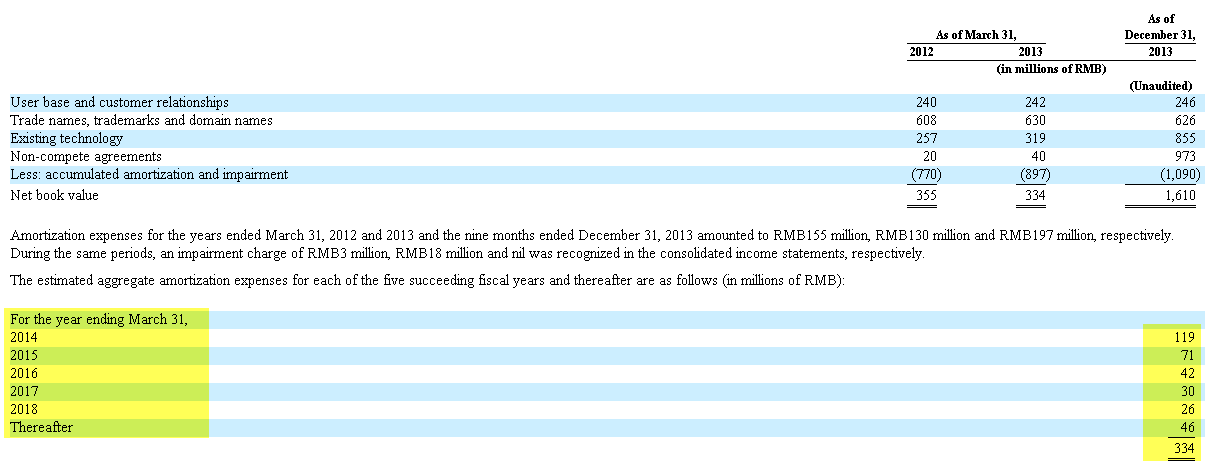 As of
As of March 31, December 31,
2012 2013 2013
(in millions of RMB)
(Unaudited)
User base and customer relationships 240 242 246
Trade names, trademarks and domain names 608 630 626
Existing technology 257 319 855
Non-compete agreements 20 40 973
Less: accumulated amortization and impairment (770) (897) (1,090)
Net book value 355 334 1,610
Amortization expenses for the years ended March 31, 2012 and 2013 and the nine months ended December 31, 2013 amounted to RMB155 million, RMB130 million and RMB197 million, respectively.
During the same periods, an impairment charge of RMB3 million, RMB18 million and nil was recognized in the consolidated income statements, respectively.
The estimated aggregate amortization expenses for each of the five succeeding fiscal years and thereafter are as follows (in millions of RMB):
For the year ending March 31,
2014 119
2015 71
2016 42
2017 30
2018 26
Thereafter 46
334